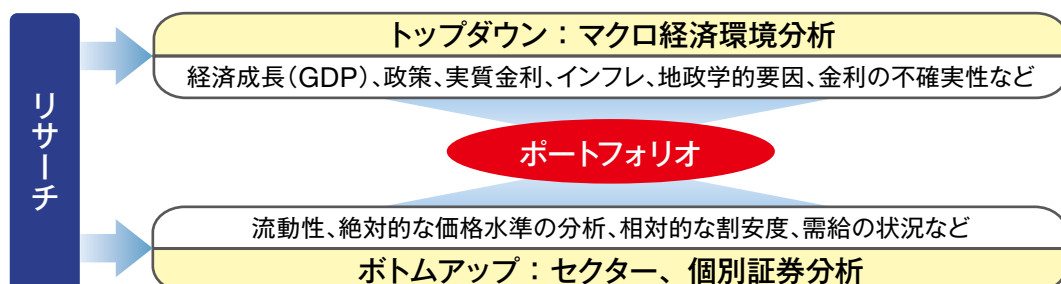 リサーチ
トップダウン：マクロ経済環境分析
経済成長（GDP）、政策、実質金利、インフレ、地政学的要因、金利の不確実性など
ポートフォリオ
流動性、絶対的な価格水準の分析、相対的な割安度、需給の状況など
ボトムアップ：セクター、個別証券分析